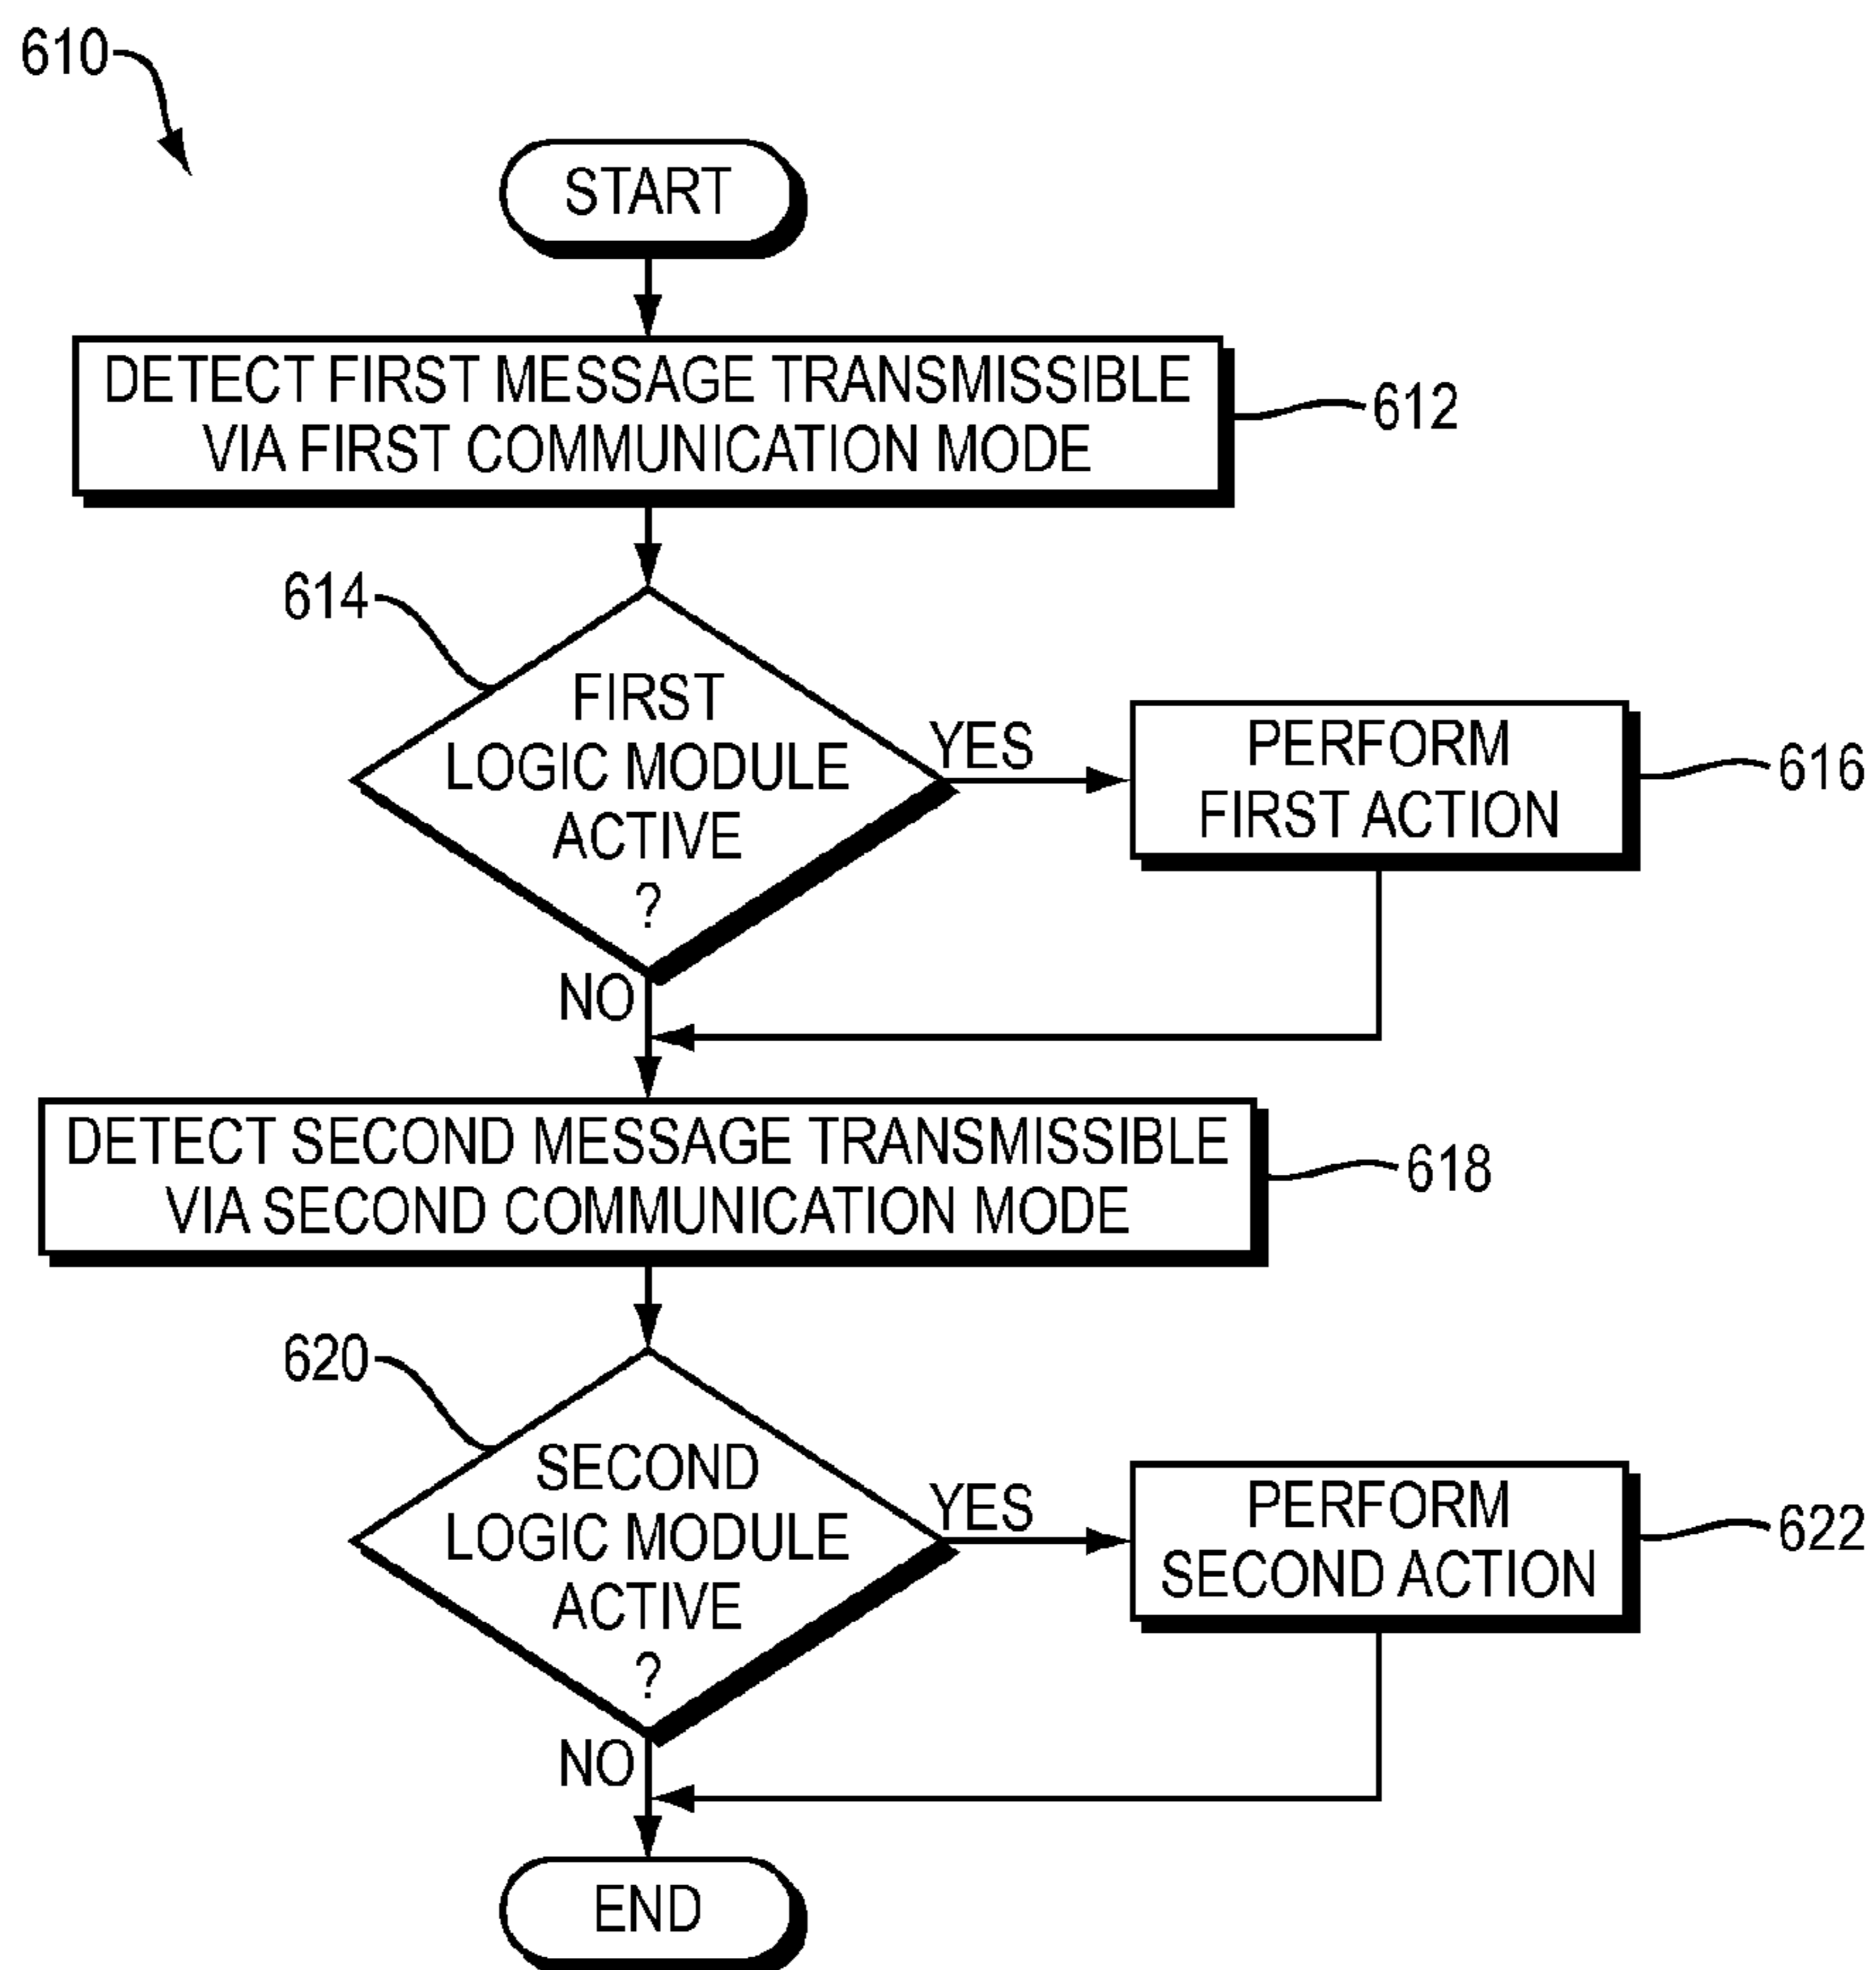 610
START
DETECT FIRST MESSAGE TRANSMISSIBLE
VIA FIRST COMMUNICATION MODE
612
614
FIRST
LOGIC MODULE
ACTIVE
?
YES
PERFORM
FIRST ACTION
616
NO
DETECT SECOND MESSAGE TRANSMISSIBLE
VIA SECOND COMMUNICATION MODE
618
620
SECOND
LOGIC MODULE
ACTIVE
?
YES
PERFORM
SECOND ACTION
622
NO
END